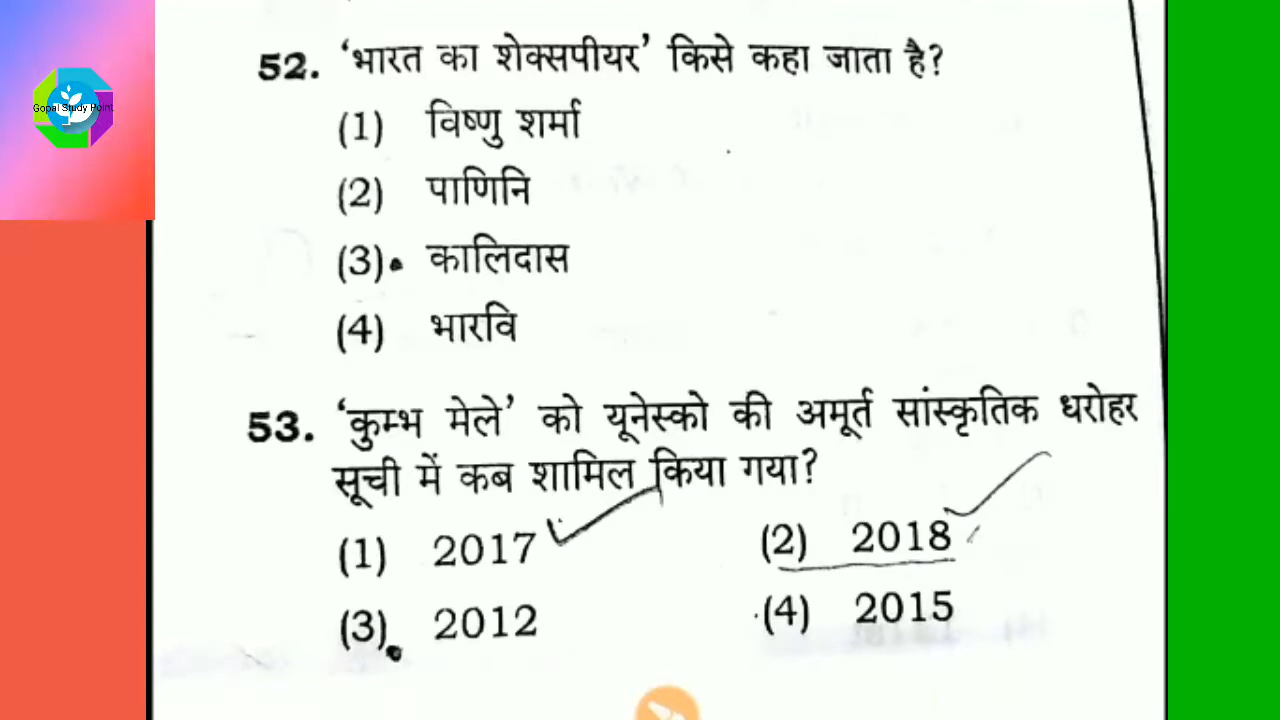 Gopal Study Point
52. ‘भारत का शेक्सपीयर’ किसे कहा जाता है?
(1) विष्णु शर्मा
(2) पाणिनि
(3) कालिदास
(4) भारवि
53. ‘कुम्भ मेले’ को यूनेस्को की अमूर्त सांस्कृतिक धरोहर
सूची में कब शामिल किया गया?
(1) 2017 (2) 2018
(3) 2012 (4) 2015